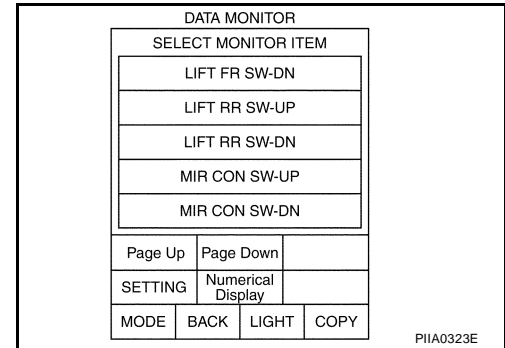 DATA MONITOR
SELECT MONITOR ITEM
LIFT FR SW-DN
LIFT RR SW-UP
LIFT RR SW-DN
MIR CON SW-UP
MIR CON SW-DN
Page Up Page Down
SETTING Numerical
Display
MODE BACK LIGHT COPY
PIIA0323E